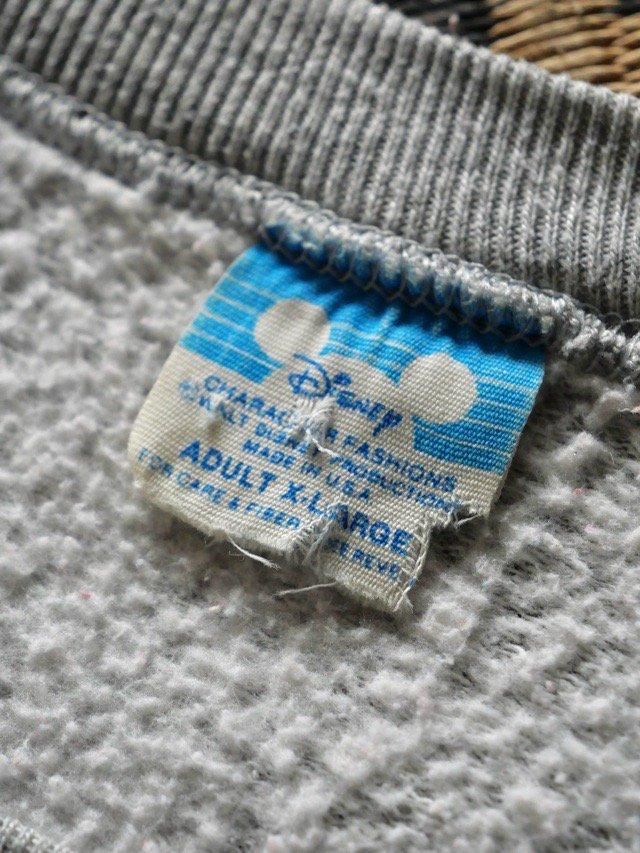 Disney
CHARACTER FASHIONS
© WALT DISNEY PRODUCTIONS
MADE IN U.S.A
ADULT X-LARGE
FOR CARE & FIBER